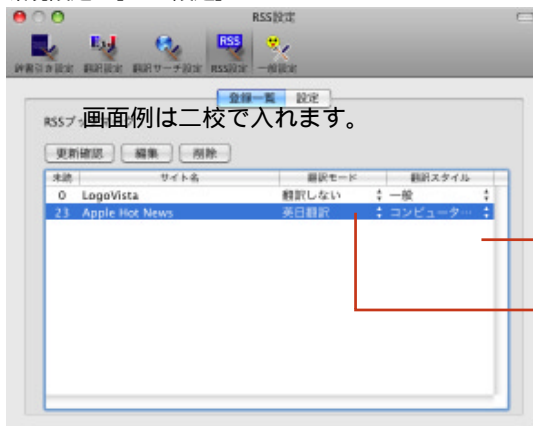 RSS設定
辞書引き設定 翻訳設定 翻訳サーチ設定 RSS設定 一般設定
登録一覧 設定
画面例は二校で入れます。
更新確認 編集 削除
未読 サイト名 翻訳モード 翻訳スタイル
0 LogoVista 翻訳しない 一般
23 Apple Hot News 英日翻訳 コンピュータ…